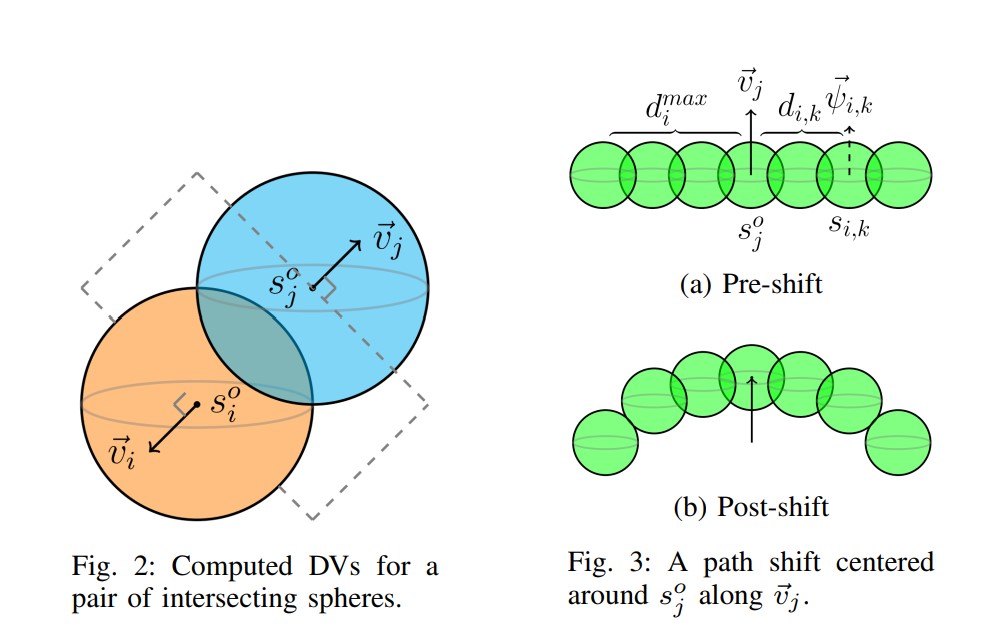 $\vec{v}_j$
$s_j^o$
$s_i^o$
$\vec{v}_i$
Fig. 2: Computed DVs for a
pair of intersecting spheres.
$\vec{v}_j$
$d_i^{max}$ $d_{i,k}$ $\vec{\psi}_{i,k}$
$s_j^o$ $s_{i,k}$
(a) Pre-shift
(b) Post-shift
Fig. 3: A path shift centered
around $s_j^o$ along $\vec{v}_j$.